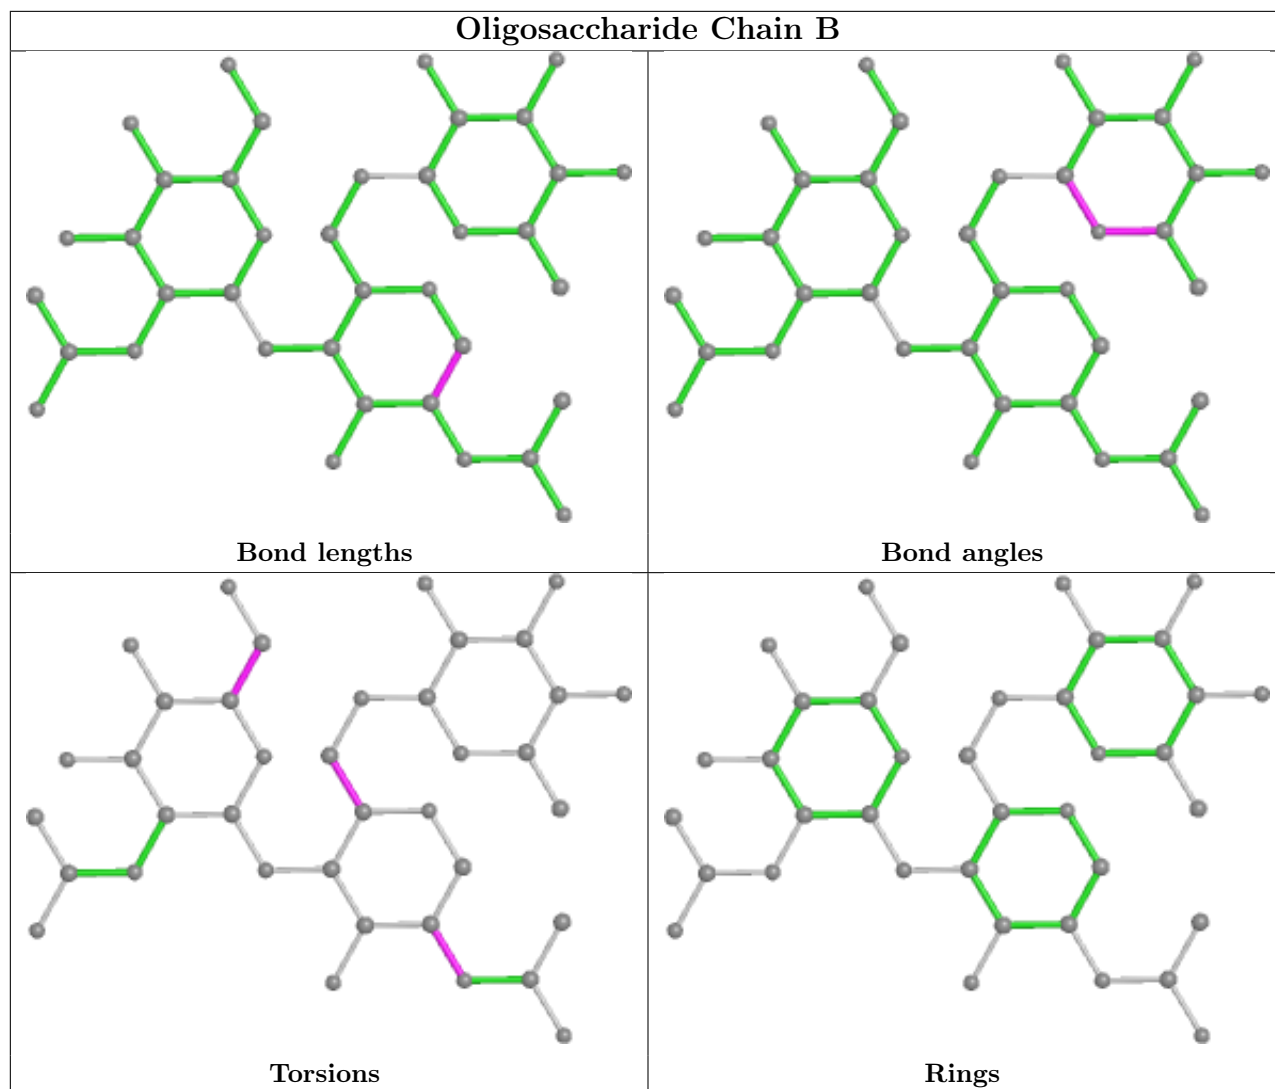 Oligosaccharide Chain B
Bond lengths
Bond angles
Torsions
Rings